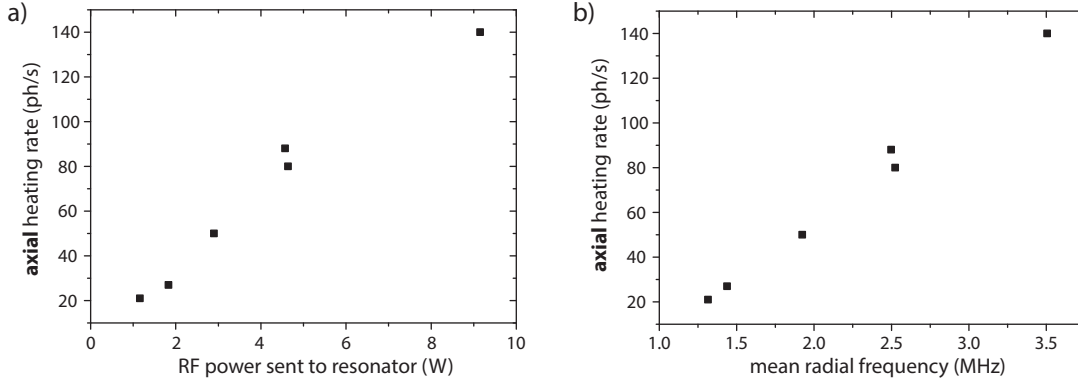 a)
axial heating rate (ph/s)
140
120
100
80
60
40
20
0 2 4 6 8 10
RF power sent to resonator (W)
b)
axial heating rate (ph/s)
140
120
100
80
60
40
20
1.0 1.5 2.0 2.5 3.0 3.5
mean radial frequency (MHz)